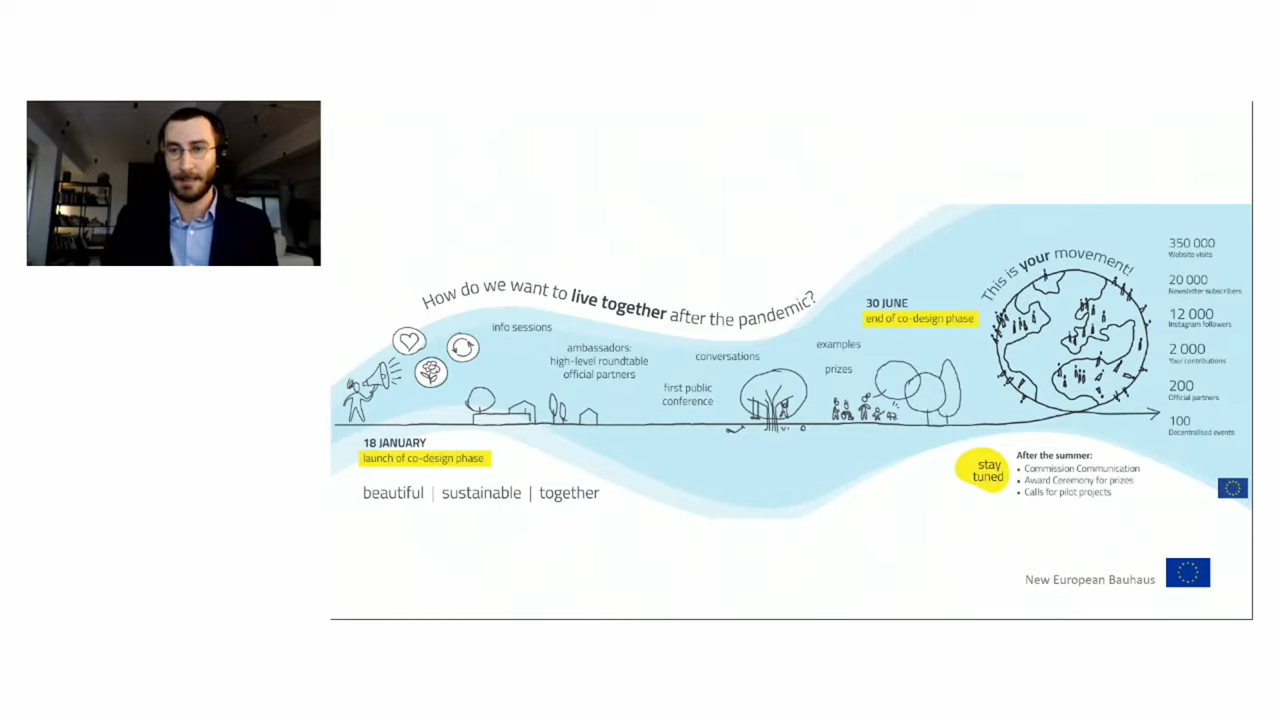 How do we want to live together after the pandemic?
info sessions
ambassadors:
high-level roundtable
official partners
conversations
first public
conference
examples
prizes
30 JUNE
end of co-design phase
This is your movement!
350 000
Website visits
20 000
Newsletter subscribers
12 000
Instagram followers
2 000
Your contributions
200
Official partners
100
Decentralised events
18 JANUARY
launch of co-design phase
beautiful | sustainable | together
stay
tuned
After the summer:
• Commission Communication
• Award Ceremony for prizes
• Calls for pilot projects
New European Bauhaus